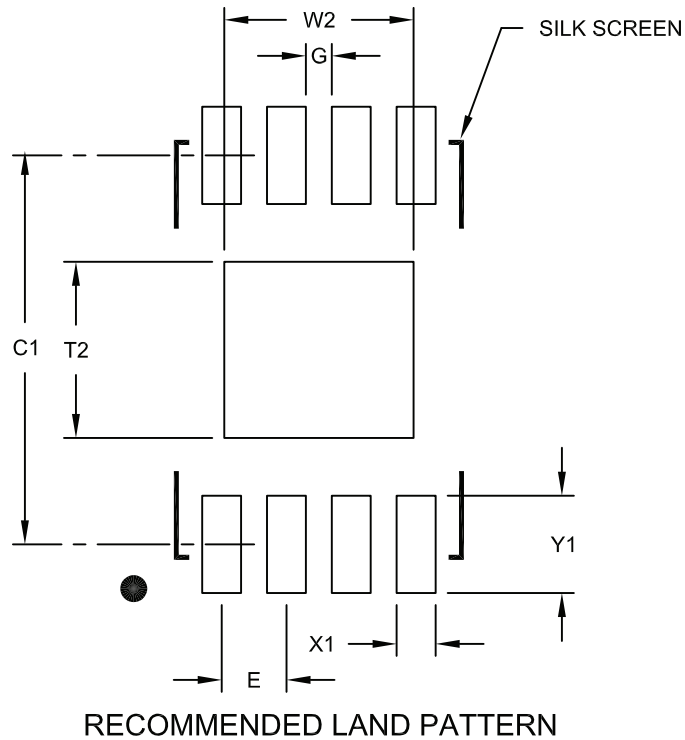 W2
SILK SCREEN
G
C1
T2
Y1
X1
E
RECOMMENDED LAND PATTERN